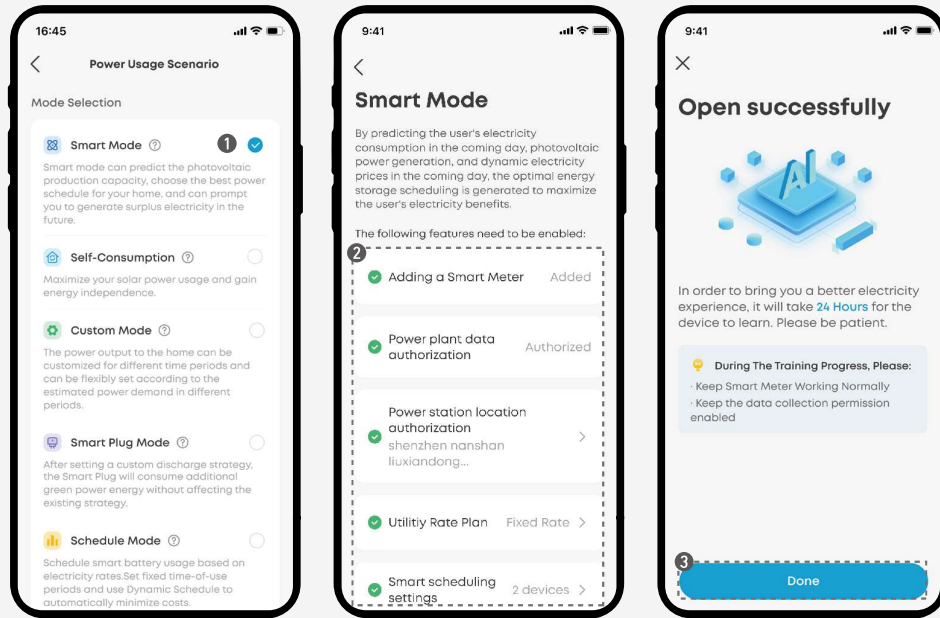 16:45
Power Usage Scenario
Mode Selection
Smart Mode ?
1
Smart mode can predict the photovoltaic
production capacity, choose the best power
schedule for your home, and can prompt
you to generate surplus electricity in the
future.
Self-Consumption ?
Maximize your solar power usage and gain
energy independence.
Custom Mode ?
The power output to the home can be
customized for different time periods and
can be flexibly set according to the
estimated power demand in different
periods.
Smart Plug Mode ?
After setting a custom discharge strategy,
the Smart Plug will consume additional
green power energy without affecting the
existing strategy.
Schedule Mode ?
Schedule smart battery usage based on
electricity rates.Set fixed time-of-use
periods and use Dynamic Schedule to
automatically minimize costs.
9:41
Smart Mode
By predicting the user's electricity
consumption in the coming day, photovoltaic
power generation, and dynamic electricity
prices in the coming day, the optimal energy
storage scheduling is generated to maximize
the user's electricity benefits.
The following features need to be enabled:
2
Adding a Smart Meter Added
Power plant data
authorization Authorized
Power station location
authorization
shenzhen nanshan
liuxiandong...
Utilitiy Rate Plan Fixed Rate >
Smart scheduling
settings 2 devices >
9:41
Open successfully
AI
In order to bring you a better electricity
experience, it will take 24 Hours for the
device to learn. Please be patient.
During The Training Progress, Please:
· Keep Smart Meter Working Normally
· Keep the data collection permission
enabled
3
Done